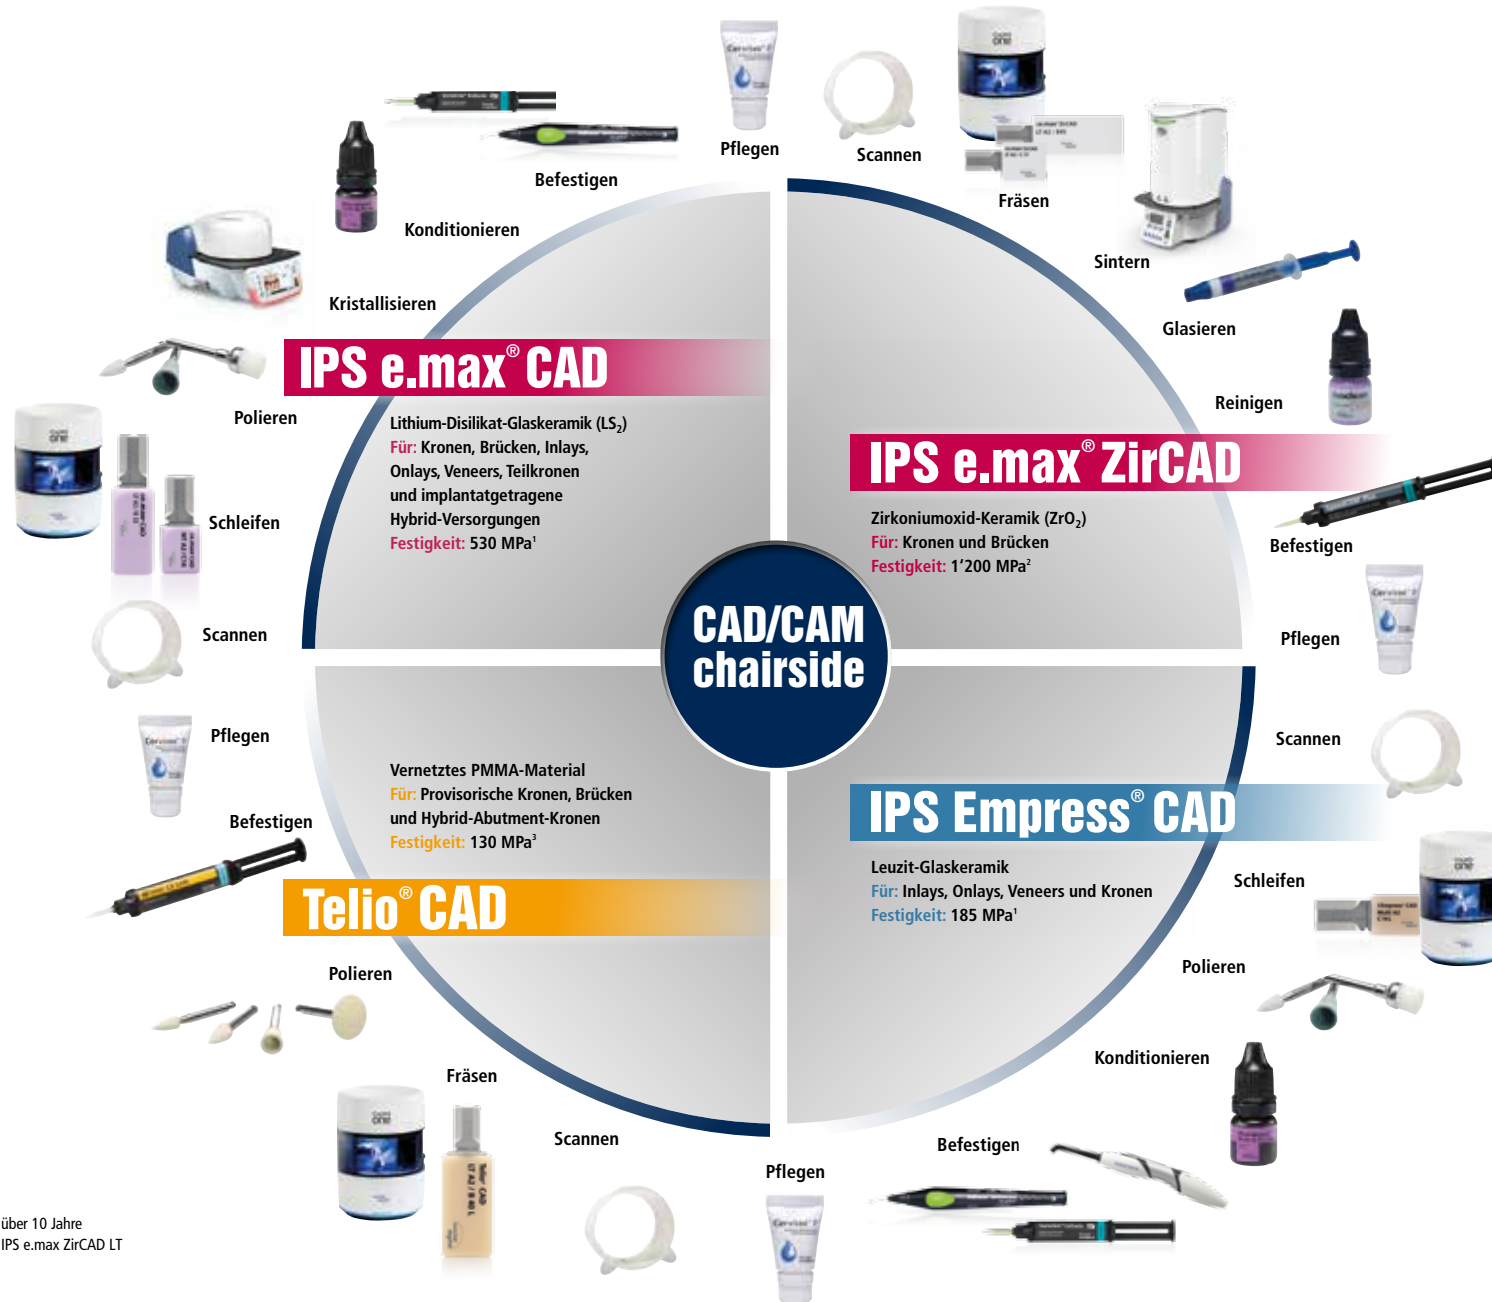 Pflegen
Scannen
Befestigen
Fräsen
Konditionieren
Sintern
Kristallisieren
Glasieren
IPS e.max® CAD
Polieren
Reinigen
Lithium-Disilikat-Glaskeramik (LS₂)
Für: Kronen, Brücken, Inlays,
Onlays, Veneers, Teilkronen
und implantatgetragene
Hybrid-Versorgungen
Festigkeit: 530 MPa¹
Schleifen
IPS e.max® ZirCAD
Zirkoniumoxid-Keramik (ZrO₂)
Für: Kronen und Brücken
Festigkeit: 1‘200 MPa²
Befestigen
CAD/CAM
chairside
Scannen
Pflegen
Pflegen
Scannen
Vernetztes PMMA-Material
Für: Provisorische Kronen, Brücken
und Hybrid-Abutment-Kronen
Festigkeit: 130 MPa³
Befestigen
IPS Empress® CAD
Leuzit-Glaskeramik
Für: Inlays, Onlays, Veneers und Kronen
Festigkeit: 185 MPa¹
Schleifen
Telio® CAD
Polieren
Polieren
Konditionieren
Fräsen
Telio CAD
LT A2 / B 40 L
Scannen
Befestigen
Pflegen
über 10 Jahre
IPS e.max ZirCAD LT